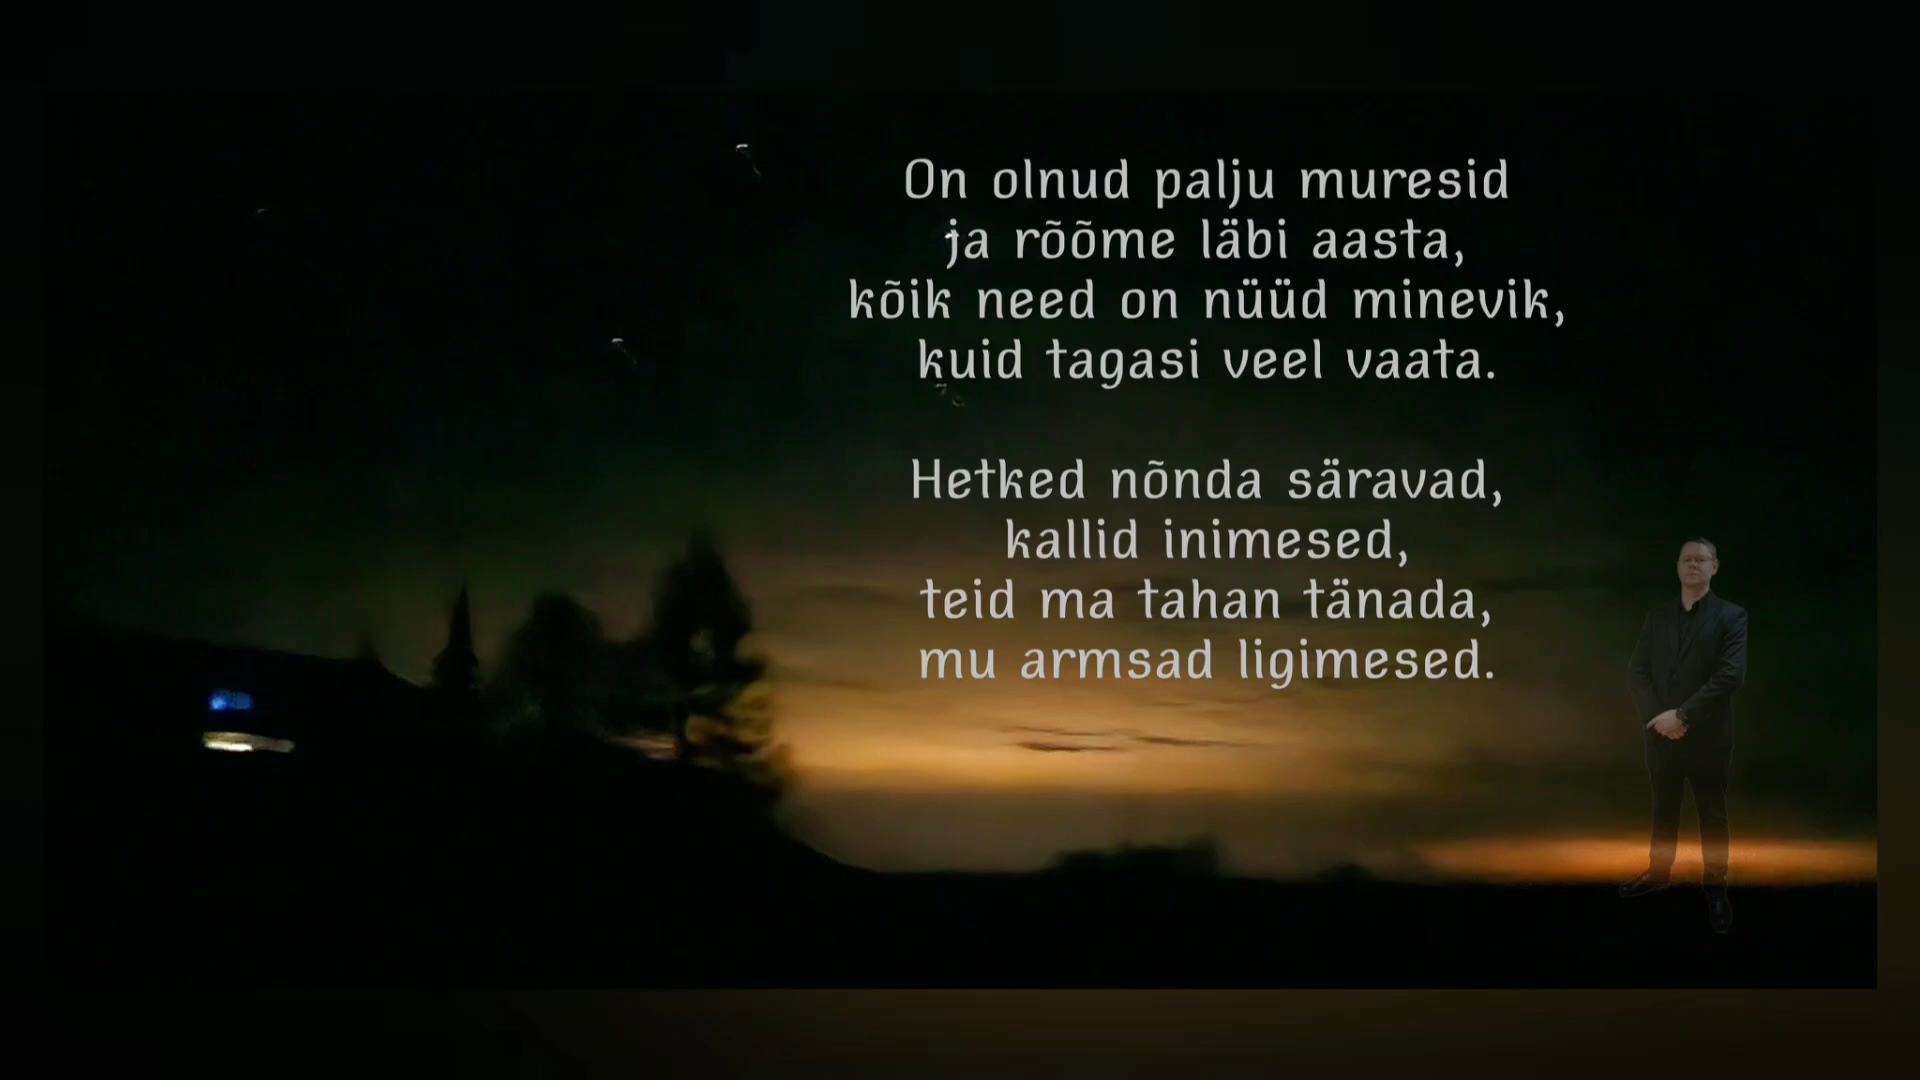 On olnud palju muresid
ja rõõme läbi aasta,
kõik need on nüüd minevik,
kuid tagasi veel vaata.
Hetked nõnda säravad,
kallid inimesed,
teid ma tahan tänada,
mu armsad ligimesed.